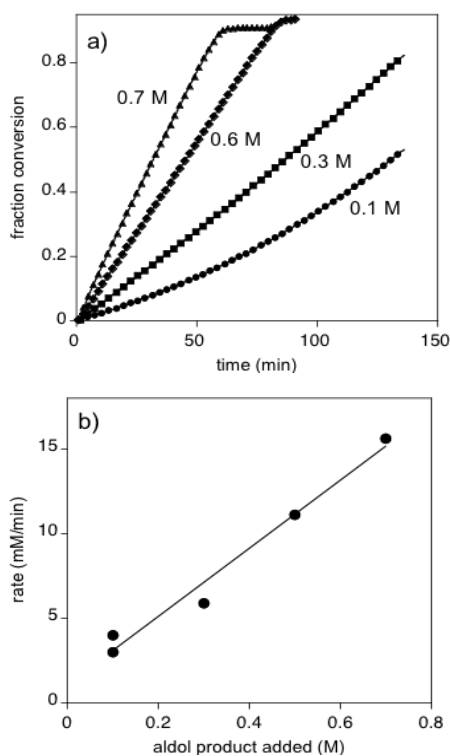 a)
0.8
0.6
0.4
0.2
0
0.7 M
0.6 M
0.3 M
0.1 M
fraction conversion
0
50
100
150
time (min)
b)
15
10
5
0
rate (mM/min)
0
0.2
0.4
0.6
0.8
aldol product added (M)